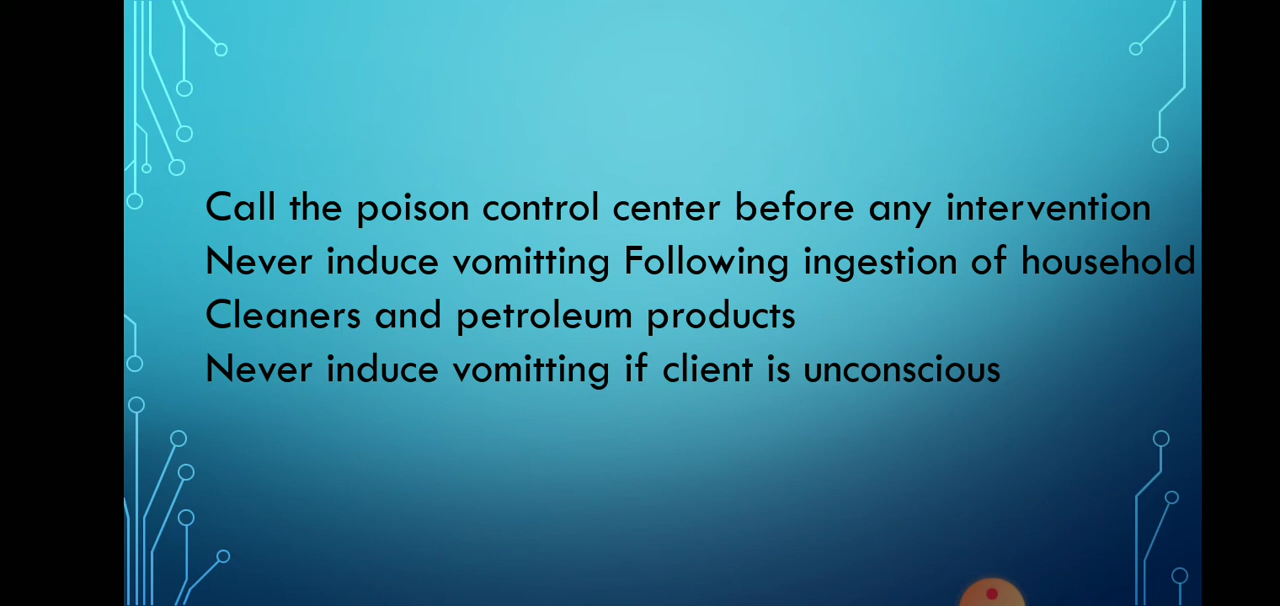 Call the poison control center before any intervention
Never induce vomitting Following ingestion of household
Cleaners and petroleum products
Never induce vomitting if client is unconscious